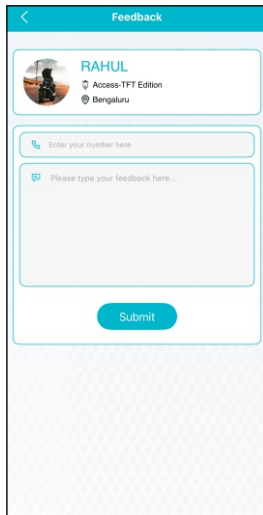 Feedback
RAHUL
Access-TFT Edition
Bengaluru
Enter your number here
Please type your feedback here...
Submit